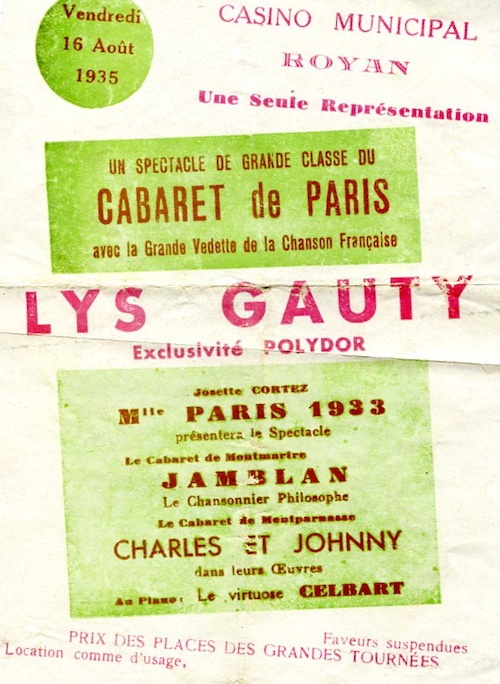 Vendredi
16 Août
1935
CASINO MUNICIPAL
ROYAN
Une Seule Représentation
UN SPECTACLE DE GRANDE CLASSE DU
CABARET de PARIS
avec la Grande Vedette de la Chanson Française
LYS GAUTY
Exclusivité POLYDOR
Josette CORTEZ
Mlle PARIS 1933
présentera le Spectacle
Le Cabaret de Montmartre
JAMBLAN
Le Chansonnier Philosophe
Le Cabaret de Montparnasse
CHARLES ET JOHNNY
dans leurs Œuvres
Au Piano: Le virtuose CELBART
PRIX DES PLACES DES GRANDES TOURNÉES
Location comme d'usage.
Faveurs suspendues